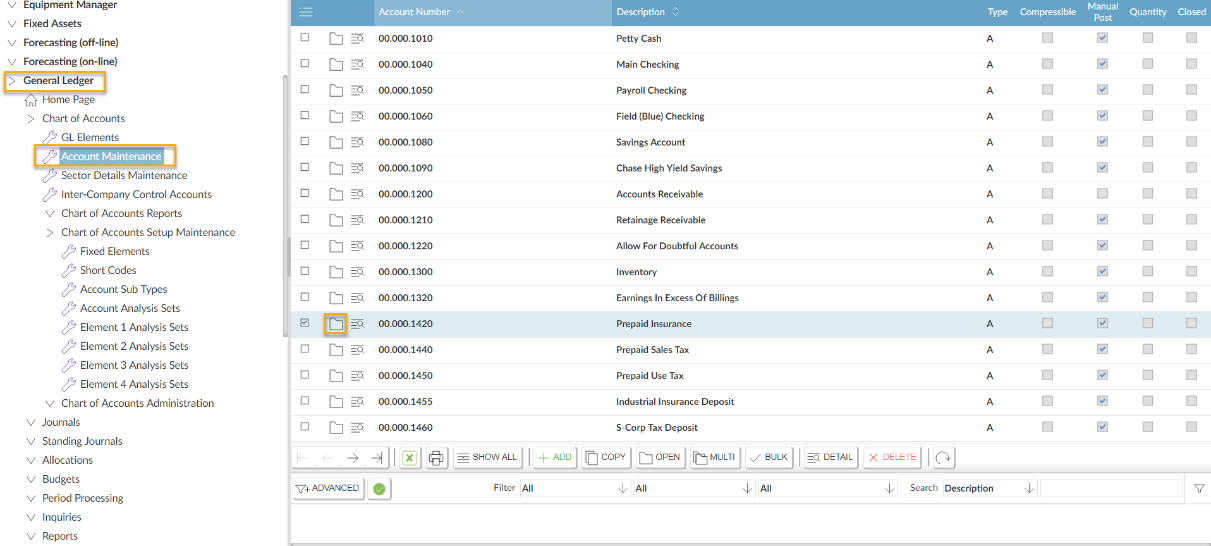 Equipment Manager
Fixed Assets
Forecasting (off-line)
Forecasting (on-line)
General Ledger
Home Page
Chart of Accounts
GL Elements
Account Maintenance
Sector Details Maintenance
Inter-Company Control Accounts
Chart of Accounts Reports
Chart of Accounts Setup Maintenance
Fixed Elements
Short Codes
Account Sub Types
Account Analysis Sets
Element 1 Analysis Sets
Element 2 Analysis Sets
Element 3 Analysis Sets
Element 4 Analysis Sets
Chart of Accounts Administration
Journals
Standing Journals
Allocations
Budgets
Period Processing
Inquiries
Reports
Account Number Description Type Compressible Manual Post Quantity Closed
00.000.1010 Petty Cash A
00.000.1040 Main Checking A
00.000.1050 Payroll Checking A
00.000.1060 Field (Blue) Checking A
00.000.1080 Savings Account A
00.000.1090 Chase High Yield Savings A
00.000.1200 Accounts Receivable A
00.000.1210 Retainage Receivable A
00.000.1220 Allow For Doubtful Accounts A
00.000.1300 Inventory A
00.000.1320 Earnings In Excess Of Billings A
00.000.1420 Prepaid Insurance A
00.000.1440 Prepaid Sales Tax A
00.000.1450 Prepaid Use Tax A
00.000.1455 Industrial Insurance Deposit A
00.000.1460 S-Corp Tax Deposit A
SHOW ALL ADD COPY OPEN MULTI BULK DETAIL DELETE
ADVANCED Filter All All All Search Description